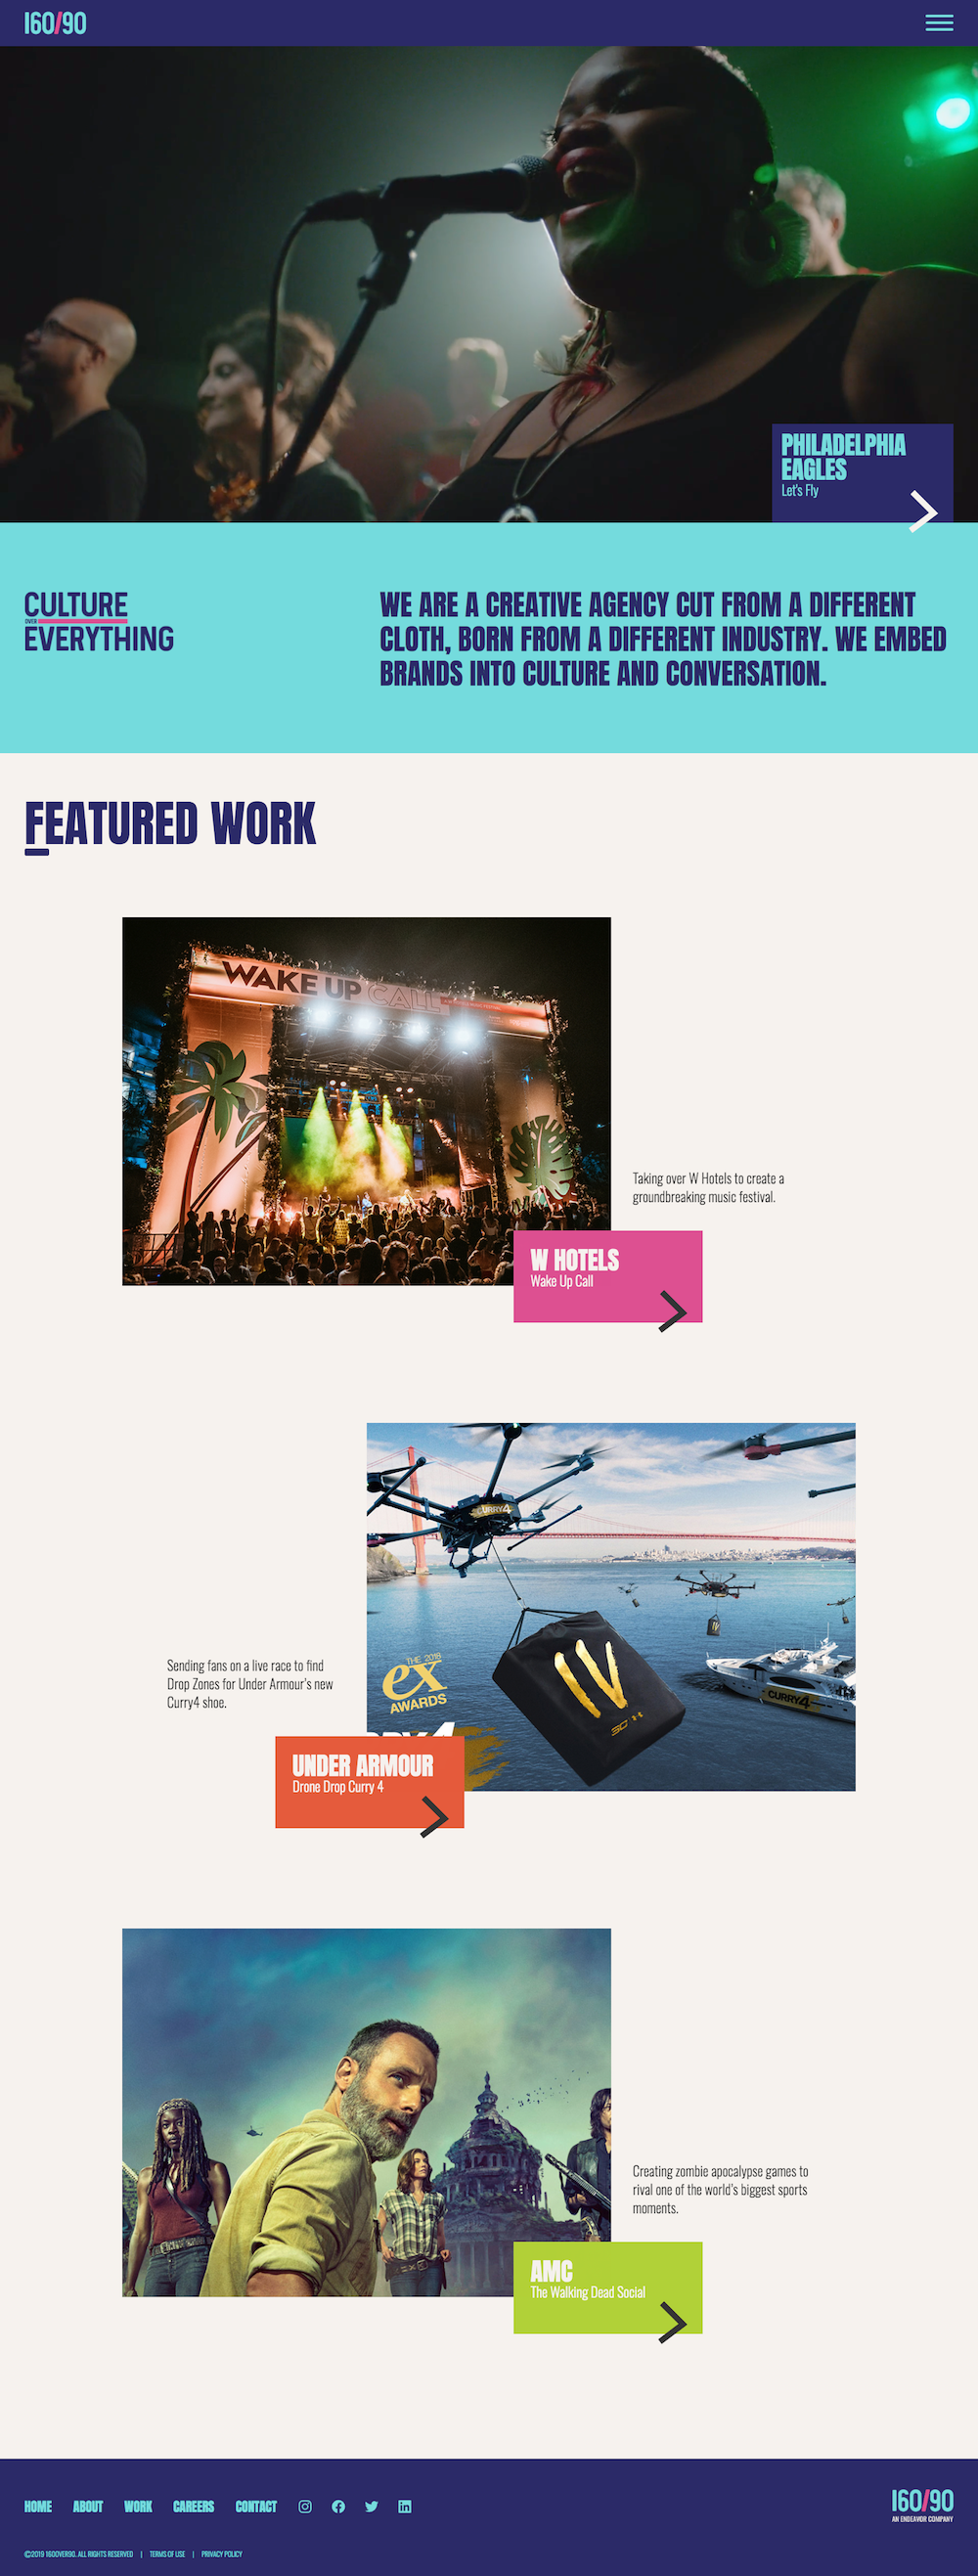 160/90
PHILADELPHIA
EAGLES
Let's Fly
CULTURE
OVER
EVERYTHING
WE ARE A CREATIVE AGENCY CUT FROM A DIFFERENT
CLOTH, BORN FROM A DIFFERENT INDUSTRY. WE EMBED
BRANDS INTO CULTURE AND CONVERSATION.
FEATURED WORK
WAKE UP CALL
Taking over W Hotels to create a
groundbreaking music festival.
W HOTELS
Wake Up Call
CURRY4
IV
SC
CURRY4
THE 2018
ex
AWARDS
Sending fans on a live race to find
Drop Zones for Under Armour's new
Curry4 shoe.
UNDER ARMOUR
Drone Drop Curry 4
Creating zombie apocalypse games to
rival one of the world's biggest sports
moments.
AMC
The Walking Dead Social
HOME ABOUT WORK CAREERS CONTACT
160/90
AN ENDEAVOR COMPANY
©2019 160OVER90. ALL RIGHTS RESERVED | TERMS OF USE | PRIVACY POLICY